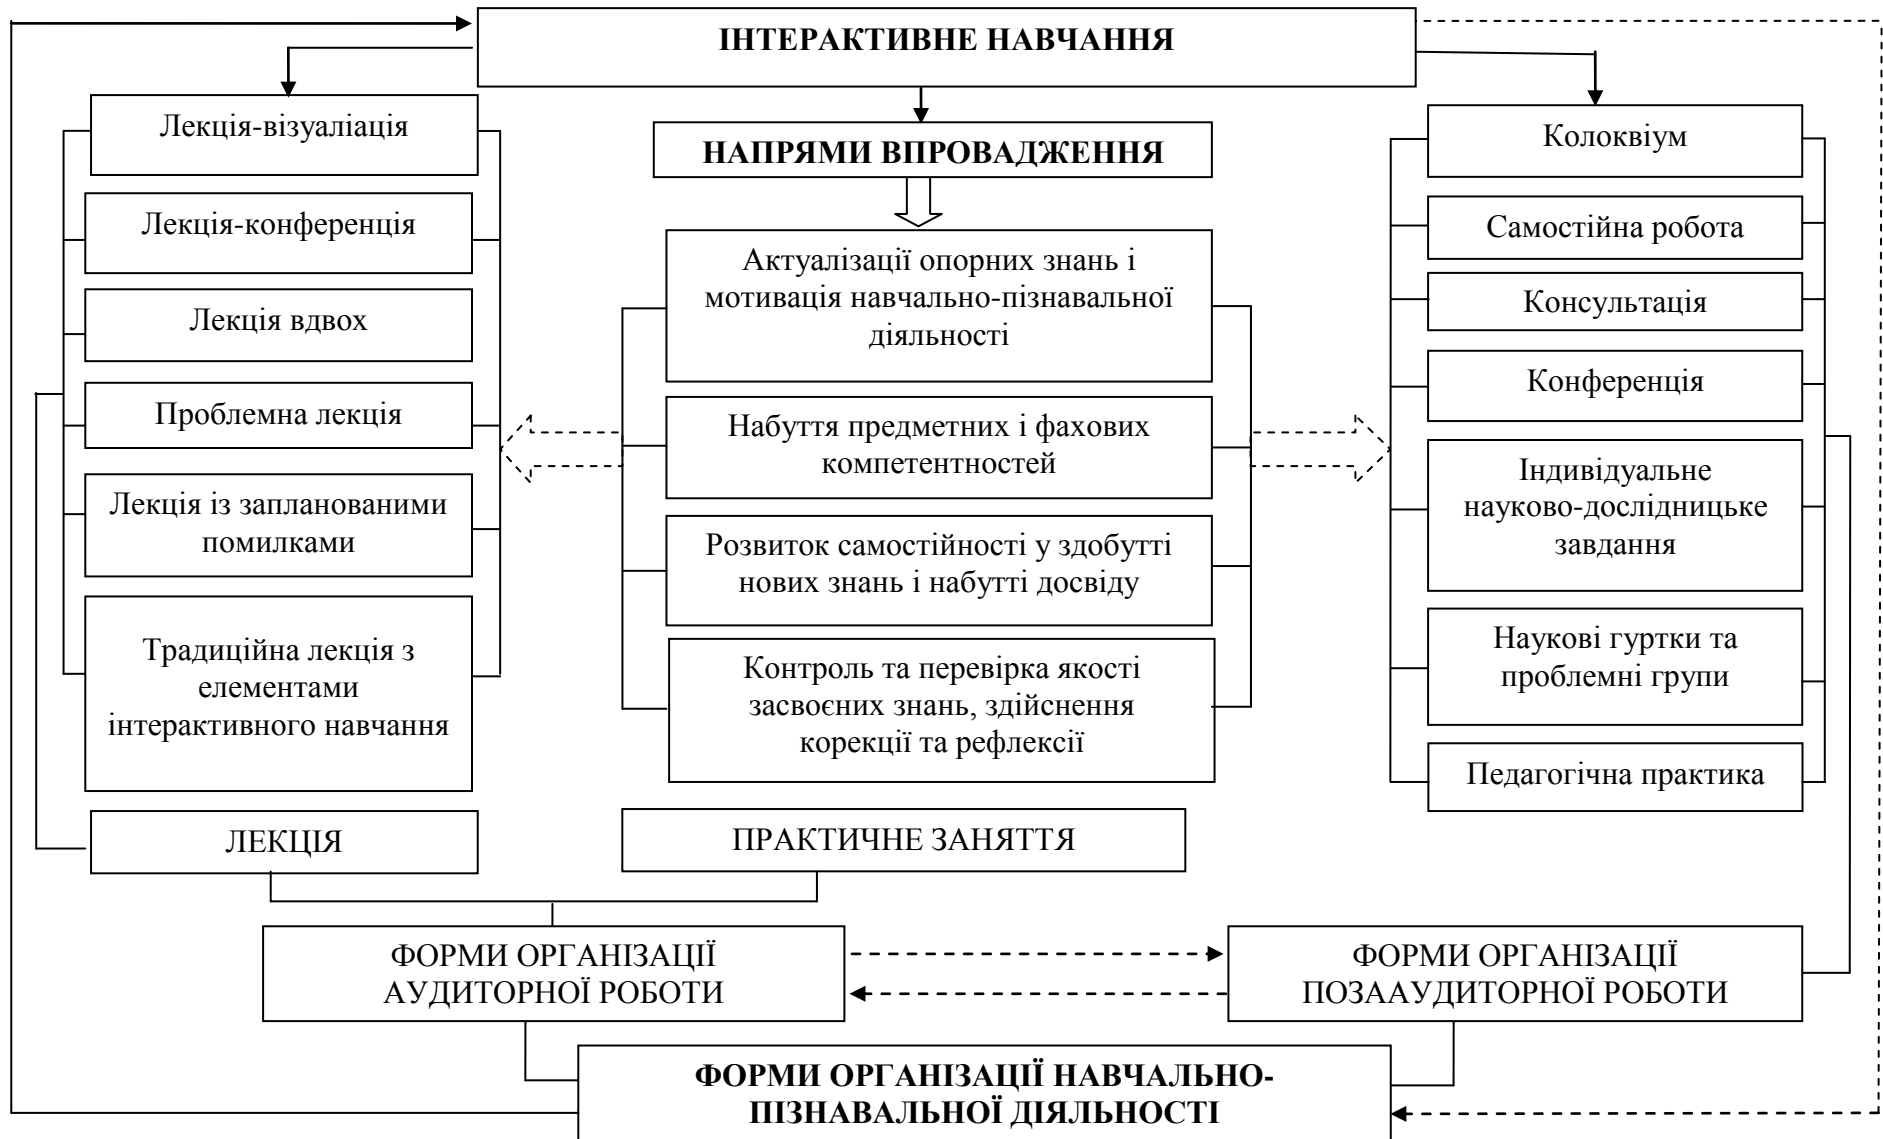 ІНТЕРАКТИВНЕ НАВЧАННЯ
Лекція-візуаліація
Лекція-конференція
Лекція вдвох
Проблемна лекція
Лекція із запланованими
помилками
Традиційна лекція з
елементами
інтерактивного навчання
НАПРЯМИ ВПРОВАДЖЕННЯ
Актуалізації опорних знань і
мотивація навчально-пізнавальної
діяльності
Набуття предметних і фахових
компетентностей
Розвиток самостійності у здобутті
нових знань і набутті досвіду
Контроль та перевірка якості
засвоєних знань, здійснення
корекції та рефлексії
Колоквіум
Самостійна робота
Консультація
Конференція
Індивідуальне
науково-дослідницьке
завдання
Наукові гуртки та
проблемні групи
Педагогічна практика
ЛЕКЦІЯ
ПРАКТИЧНЕ ЗАНЯТТЯ
ФОРМИ ОРГАНІЗАЦІЇ
АУДИТОРНОЇ РОБОТИ
ФОРМИ ОРГАНІЗАЦІЇ
ПОЗААУДИТОРНОЇ РОБОТИ
ФОРМИ ОРГАНІЗАЦІЇ НАВЧАЛЬНО-
ПІЗНАВАЛЬНОЇ ДІЯЛЬНОСТІ